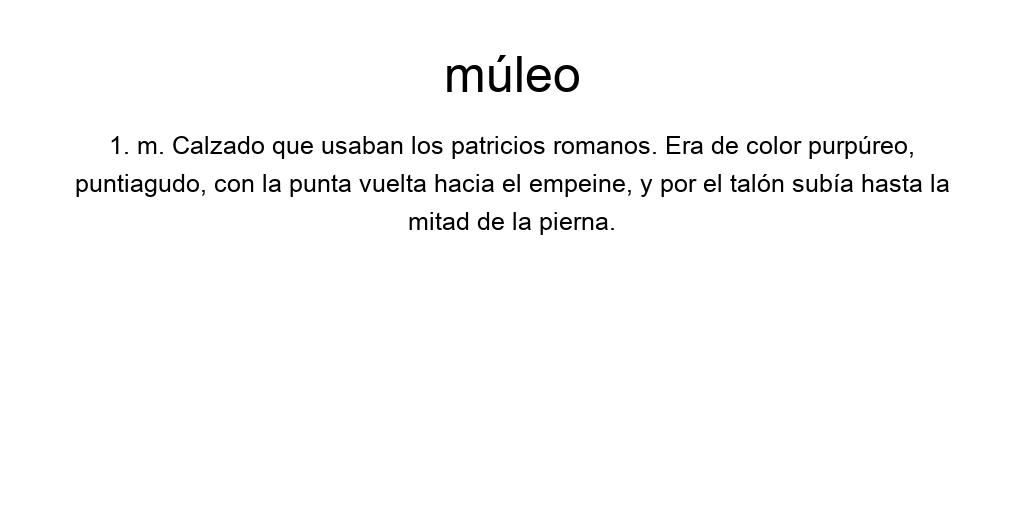 múleo
1. m. Calzado que usaban los patricios romanos. Era de color purpúreo,
puntiagudo, con la punta vuelta hacia el empeine, y por el talón subía hasta la
mitad de la pierna.